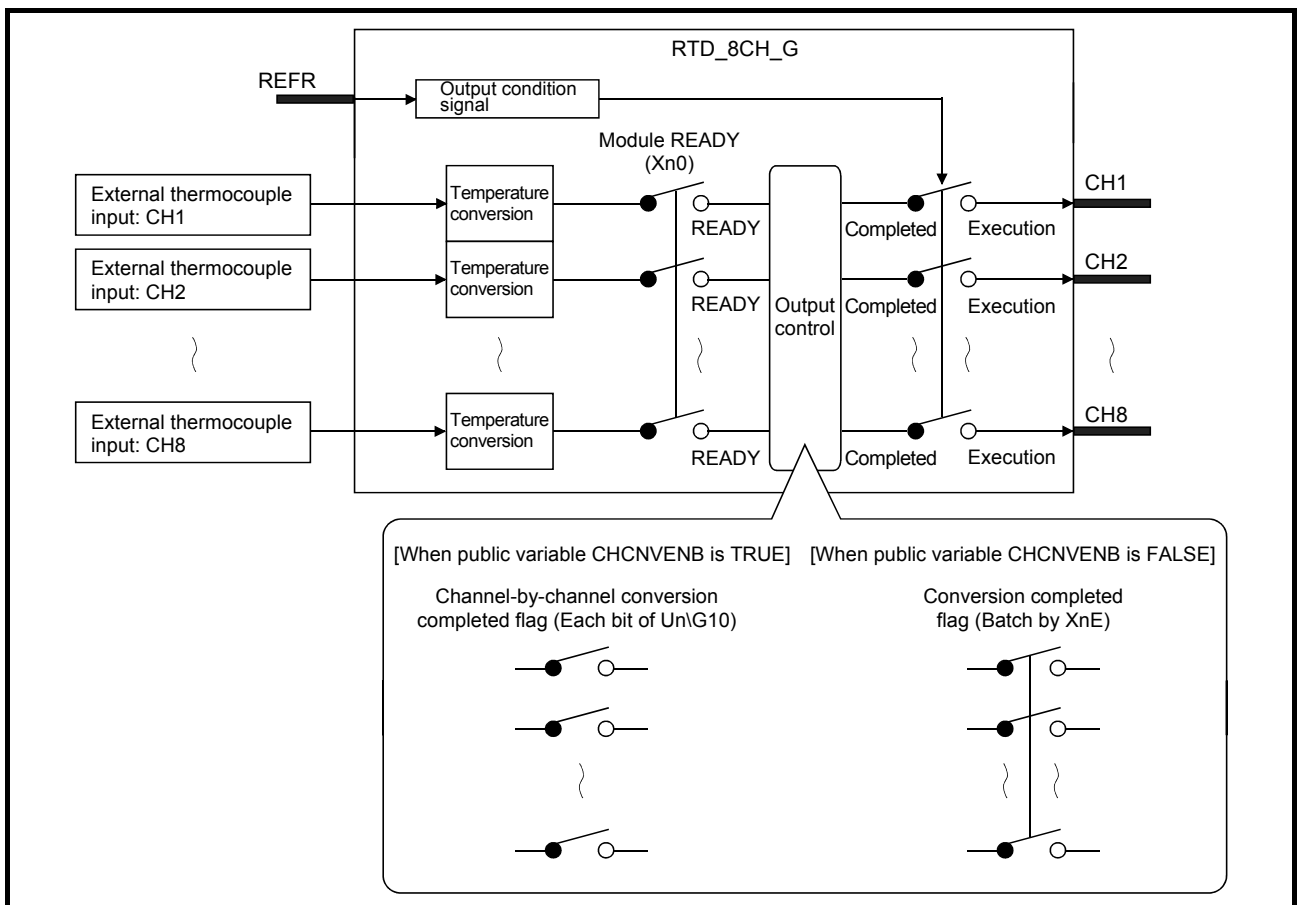 RTD_8CH_G
REFR
Output condition
signal
Module READY
(Xn0)
External thermocouple
input: CH1
Temperature
conversion
READY
Completed
Execution
CH1
External thermocouple
input: CH2
Temperature
conversion
READY
Output
control
Completed
Execution
CH2
External thermocouple
input: CH8
Temperature
conversion
READY
Completed
Execution
CH8
[When public variable CHCNVENB is TRUE]
[When public variable CHCNVENB is FALSE]
Channel-by-channel conversion
completed flag (Each bit of Un\G10)
Conversion completed
flag (Batch by XnE)